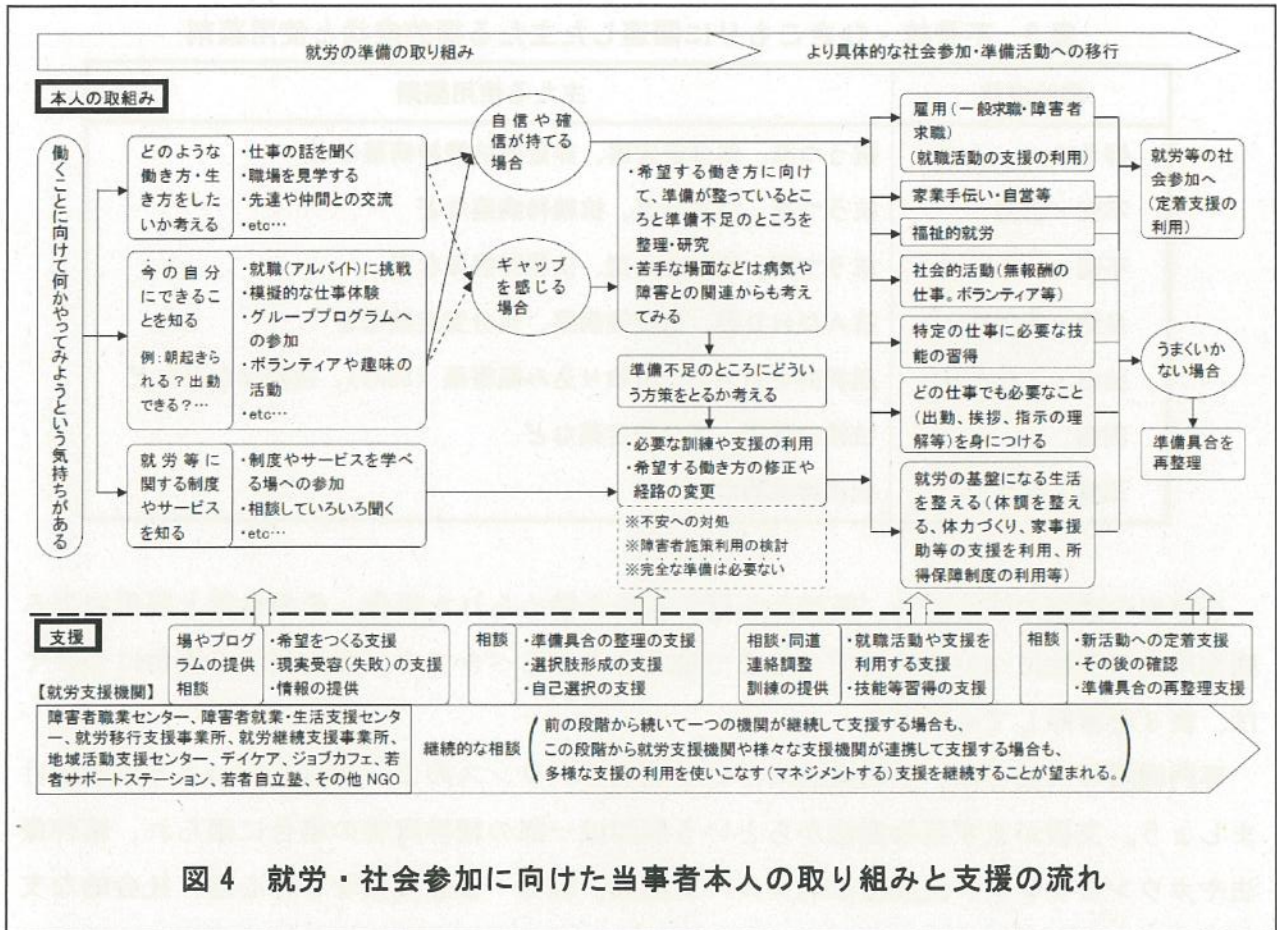 就労の準備の取り組み
より具体的な社会参加・準備活動への移行
本人の取組み
働くことに向けて何かやってみようという気持ちがある
どのような
働き方・生
き方をした
いか考える
・仕事の話を聞く
・職場を見学する
・先達や仲間との交流
・etc…
今の自分
にできるこ
とを知る
例:朝起きら
れる?出勤
できる?…
・就職(アルバイト)に挑戦
・模擬的な仕事体験
・グループプログラムへ
の参加
・ボランティアや趣味の
活動
・etc…
就労等に
関する制度
やサービス
を知る
・制度やサービスを学べ
る場への参加
・相談していろいろ聞く
・etc…
自信や確
信が持てる
場合
ギャップ
を感じる
場合
・希望する働き方に向け
て、準備が整っているとこ
ろと準備不足のところを
整理・研究
・苦手な場面などは病気や
障害との関連からも考え
てみる
準備不足のところにどうい
う方策をとるか考える
・必要な訓練や支援の利用
・希望する働き方の修正や
経路の変更
※不安への対処
※障害者施策利用の検討
※完全な準備は必要ない
雇用(一般求職・障害者
求職)
(就職活動の支援の利用)
家業手伝い・自営等
福祉的就労
社会的活動(無報酬の
仕事。ボランティア等)
特定の仕事に必要な技
能の習得
どの仕事でも必要なこと
(出勤、挨拶、指示の理
解等)を身につける
就労の基盤になる生活
を整える(体調を整え
る、体力づくり、家事援
助等の支援を利用、所
得保障制度の利用等)
就労等の社
会参加へ
(定着支援の
利用)
うまくいか
ない場合
準備具合を
再整理
支援
場やプログ
ラムの提供
相談
・希望をつくる支援
・現実受容(失敗)の支援
・情報の提供
相談
・準備具合の整理の支援
・選択肢形成の支援
・自己選択の支援
相談・同道
連絡調整
訓練の提供
・就職活動や支援を
利用する支援
・技能等習得の支援
相談
・新活動への定着支援
・その後の確認
・準備具合の再整理支援
【就労支援機関】
障害者職業センター、障害者就業・生活支援センタ
ー、就労移行支援事業所、就労継続支援事業所、
地域活動支援センター、デイケア、ジョブカフェ、若
者サポートステーション、若者自立塾、その他 NGO
継続的な相談
前の段階から続いて一つの機関が継続して支援する場合も、
この段階から就労支援機関や様々な支援機関が連携して支援する場合も、
多様な支援の利用を使いこなす(マネジメントする)支援を継続することが望まれる。
図4 就労・社会参加に向けた当事者本人の取り組みと支援の流れ